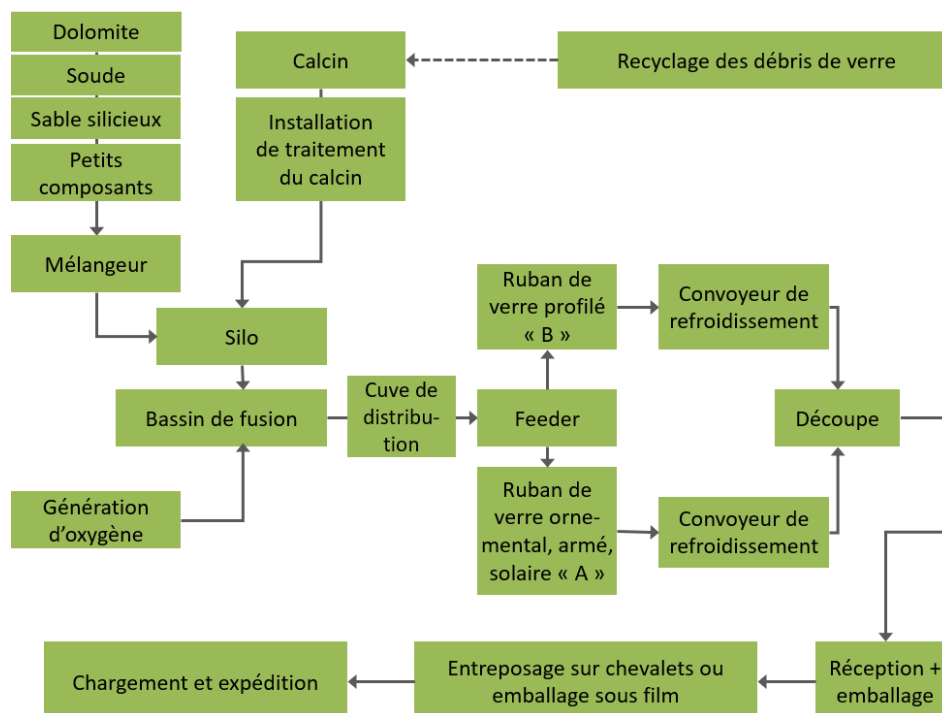 Dolomite
Soude
Sable silicieux
Petits
composants
Mélangeur
Calcin
Recyclage des débris de verre
Installation
de traitement
du calcin
Silo
Bassin de fusion
Génération
d’oxygène
Cuve de
distribu-
tion
Feeder
Ruban de
verre profilé
« B »
Convoyeur de
refroidissement
Découpe
Ruban de
verre orne-
mental, armé,
solaire « A »
Convoyeur de
refroidissement
Réception +
emballage
Entreposage sur chevalets ou
emballage sous film
Chargement et expédition